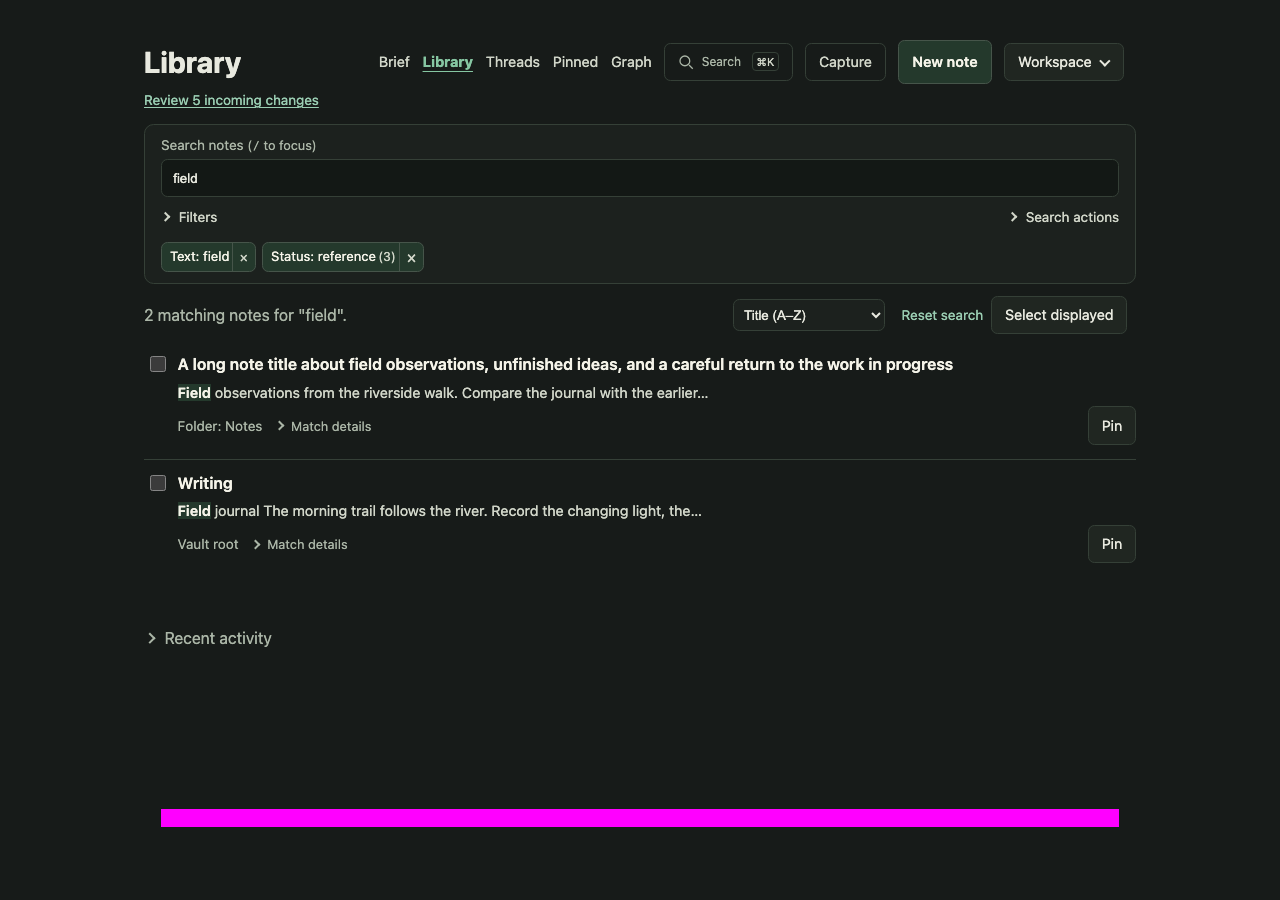 Library
Brief Library Threads Pinned Graph Search ⌘K Capture New note Workspace
Review 5 incoming changes
Search notes (/ to focus)
field
Filters Search actions
Text: field × Status: reference (3) ×
2 matching notes for "field". Title (A–Z) Reset search Select displayed
A long note title about field observations, unfinished ideas, and a careful return to the work in progress
Field observations from the riverside walk. Compare the journal with the earlier…
Folder: Notes Match details Pin
Writing
Field journal The morning trail follows the river. Record the changing light, the…
Vault root Match details Pin
Recent activity